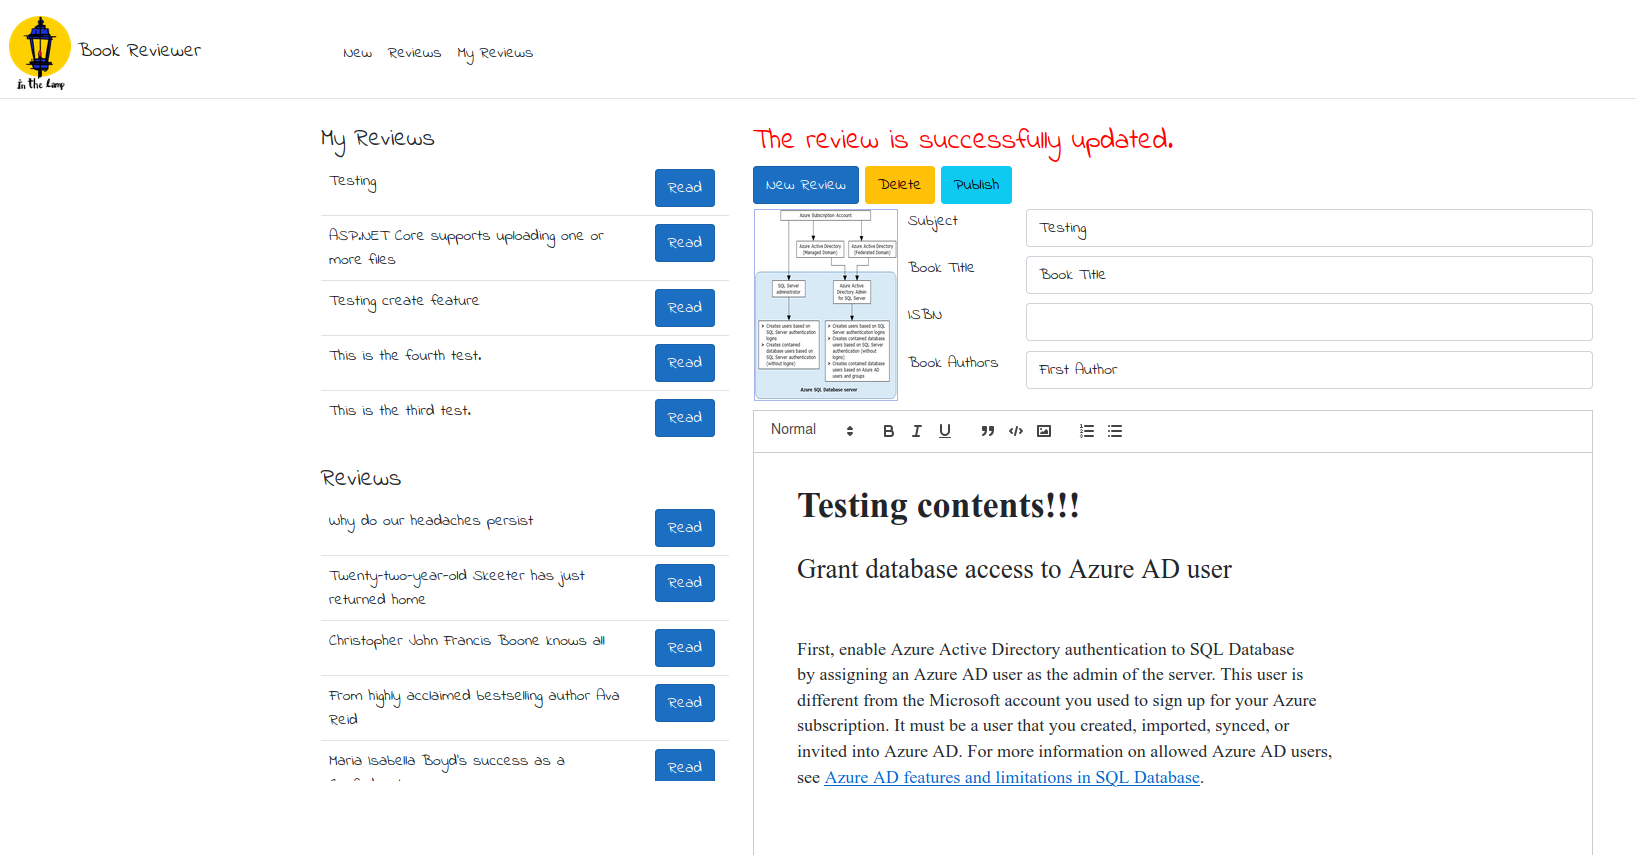 Book Reviewer
In the Lamp
New Reviews My Reviews
My Reviews
Testing Read
ASP.NET Core supports uploading one or
more files Read
Testing create feature Read
This is the fourth test. Read
This is the third test. Read
Reviews
Why do our headaches persist Read
Twenty-two-year-old Skeeter has just
returned home Read
Christopher John Francis Boone knows all Read
From highly acclaimed bestselling author Ava
Reid Read
Maria Isabella Boyd's success as a
Read
The review is successfully updated.
New Review Delete Publish
Azure Subscription Account
Azure Active Directory
(Managed Domain)
Azure Active Directory
(Federated Domain)
SQL Server
administrator
Azure Active
Directory Admin
for SQL Server
Creates users based on
SQL Server authentication
logins
Creates contained
database users based on
SQL Server authentication
(without logins)
Creates users based on SQL
Server authentication logins
Creates contained database
users based on SQL Server
authentication (without
logins)
Creates contained database
users based on Azure AD
users and groups
Azure SQL Database server
Subject Testing
Book Title Book Title
ISBN
Book Authors First Author
Normal B I U
Testing contents!!!
Grant database access to Azure AD user
First, enable Azure Active Directory authentication to SQL Database
by assigning an Azure AD user as the admin of the server. This user is
different from the Microsoft account you used to sign up for your Azure
subscription. It must be a user that you created, imported, synced, or
invited into Azure AD. For more information on allowed Azure AD users,
see Azure AD features and limitations in SQL Database.